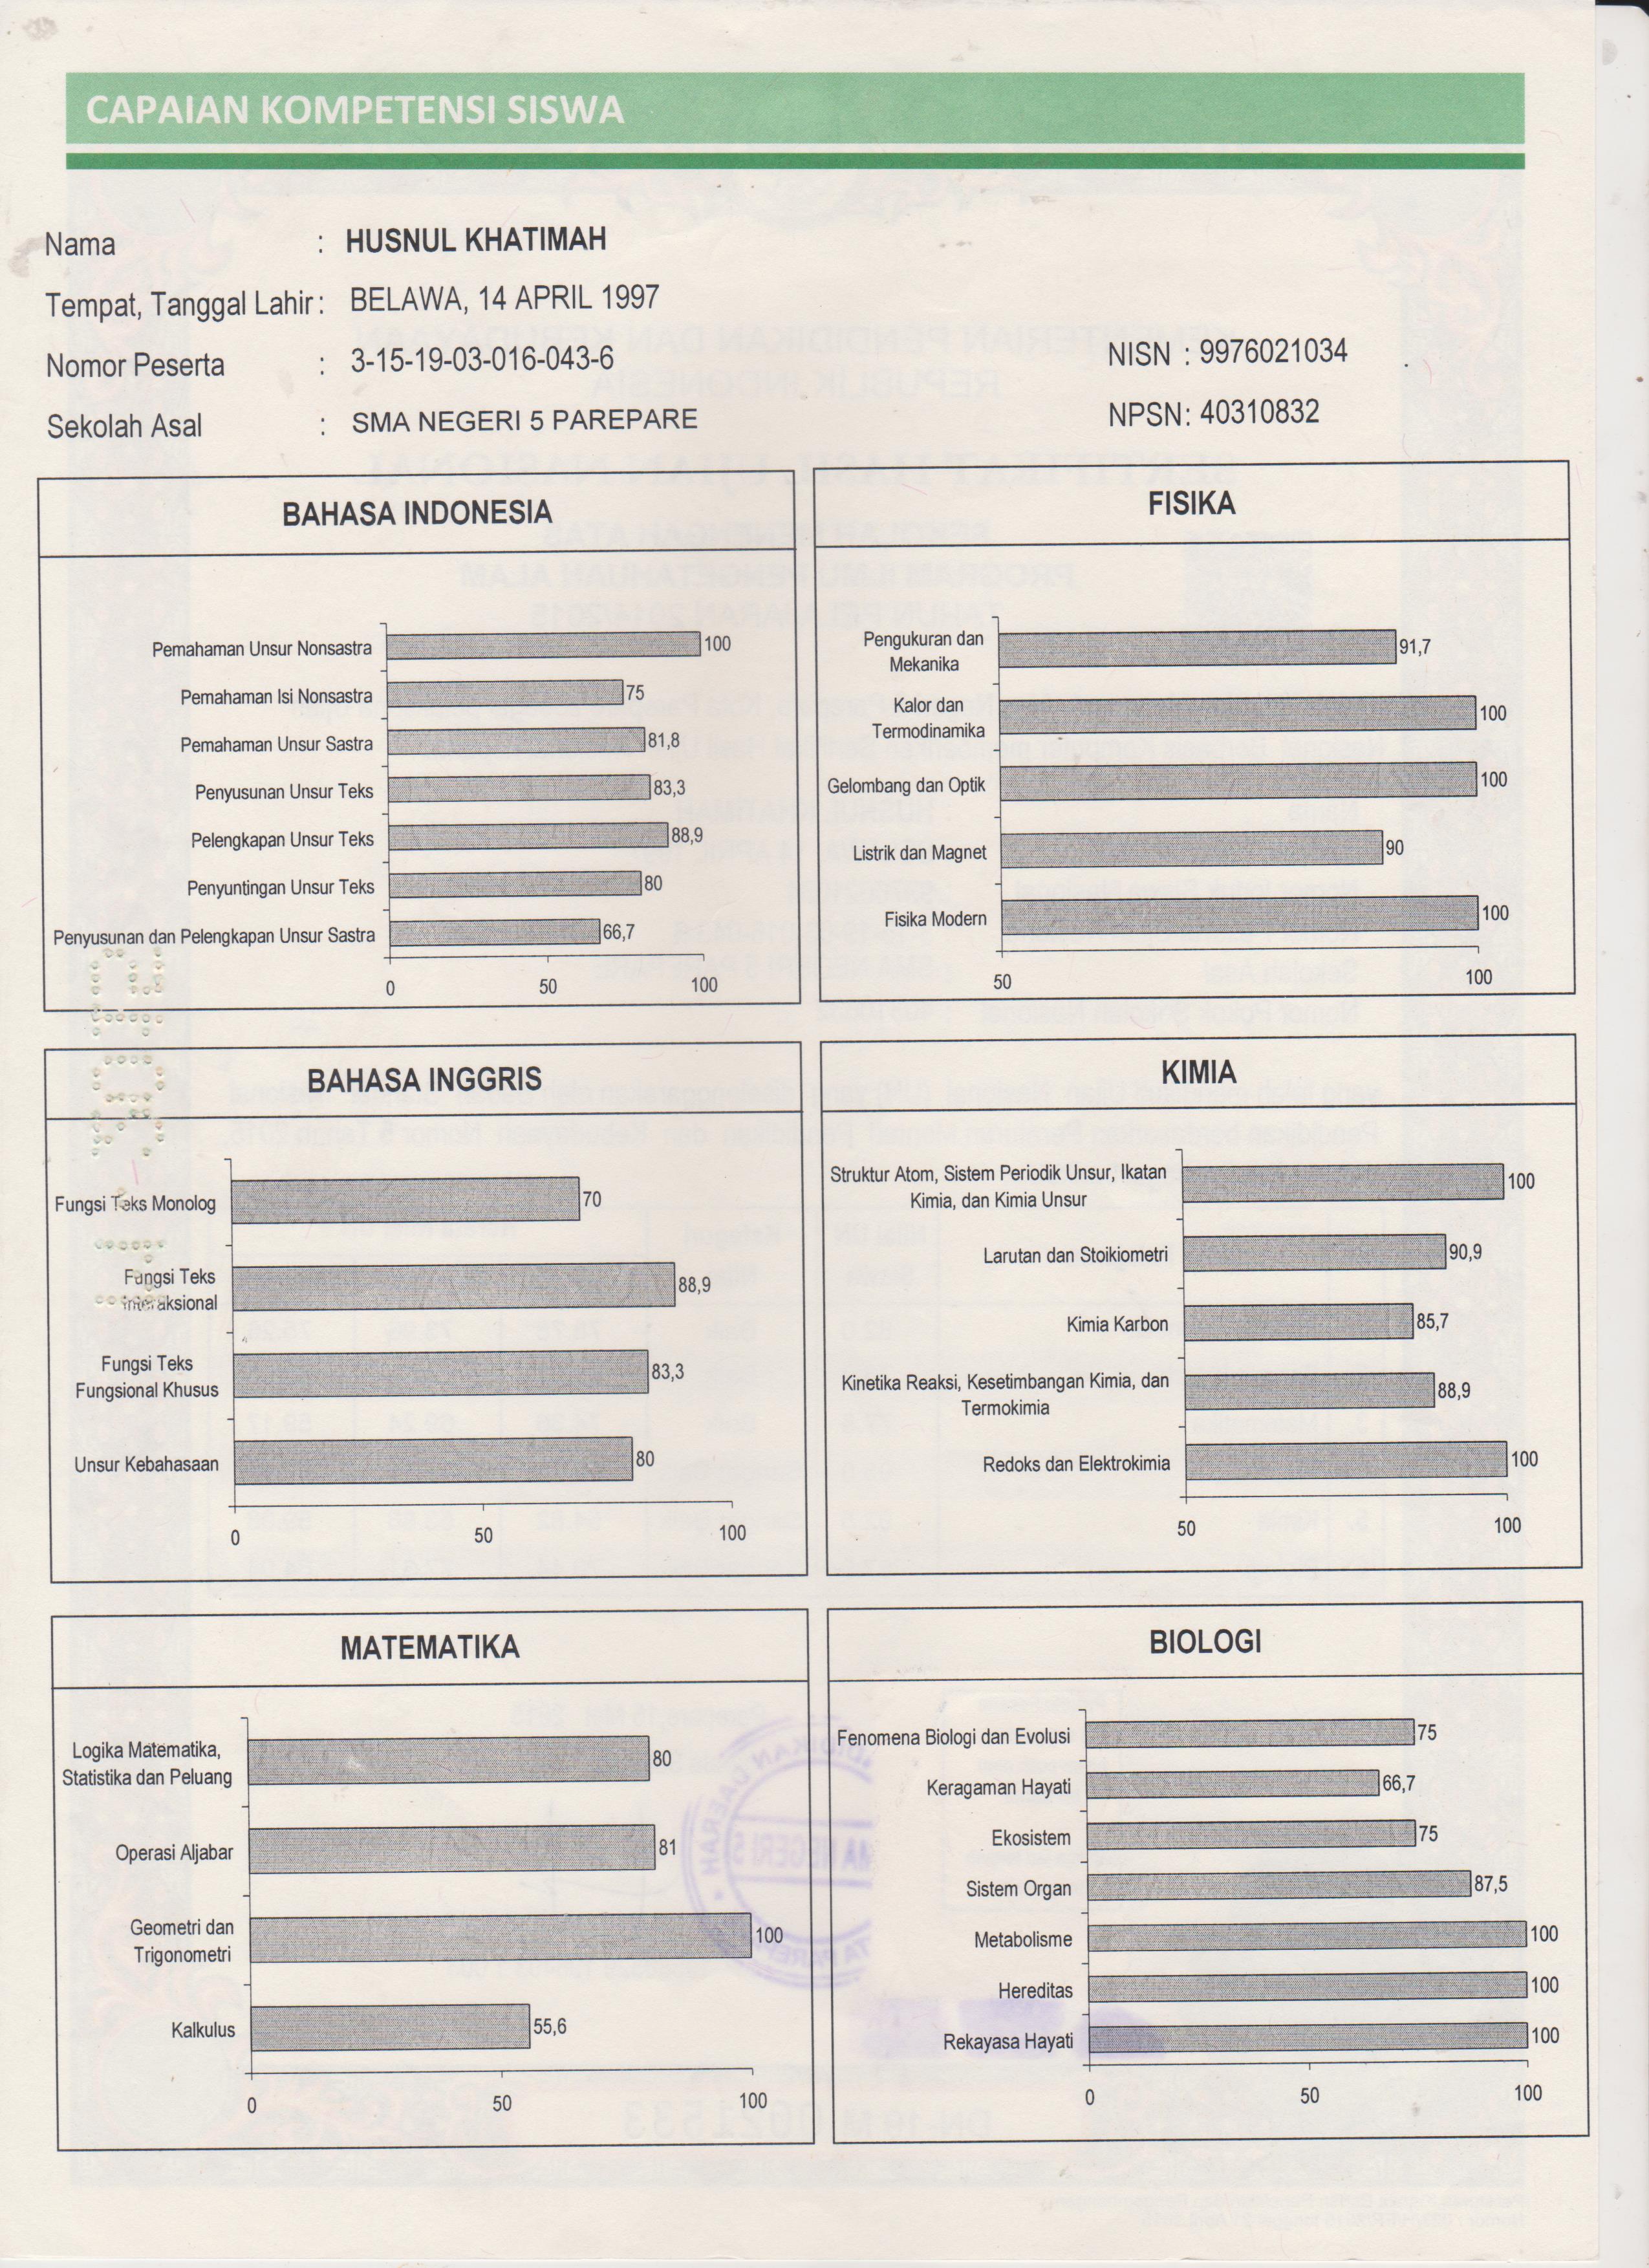 CAPAIAN KOMPETENSI SISWA
Nama : HUSNUL KHATIMAH
Tempat, Tanggal Lahir : BELAWA, 14 APRIL 1997
Nomor Peserta : 3-15-19-03-016-043-6
NISN : 9976021034
Sekolah Asal : SMA NEGERI 5 PAREPARE
NPSN : 40310832
BAHASA INDONESIA
Pemahaman Unsur Nonsastra 100
Pemahaman Isi Nonsastra 75
Pemahaman Unsur Sastra 81,8
Penyusunan Unsur Teks 83,3
Pelengkapan Unsur Teks 88,9
Penyuntingan Unsur Teks 80
Penyusunan dan Pelengkapan Unsur Sastra 66,7
0 50 100
FISIKA
Pengukuran dan
Mekanika 91,7
Kalor dan
Termodinamika 100
Gelombang dan Optik 100
Listrik dan Magnet 90
Fisika Modern 100
50 100
BAHASA INGGRIS
Fungsi Teks Monolog 70
Fungsi Teks
Interaksional 88,9
Fungsi Teks
Fungsional Khusus 83,3
Unsur Kebahasaan 80
0 50 100
KIMIA
Struktur Atom, Sistem Periodik Unsur, Ikatan
Kimia, dan Kimia Unsur 100
Larutan dan Stoikiometri 90,9
Kimia Karbon 85,7
Kinetika Reaksi, Kesetimbangan Kimia, dan
Termokimia 88,9
Redoks dan Elektrokimia 100
50 100
MATEMATIKA
Logika Matematika,
Statistika dan Peluang 80
Operasi Aljabar 81
Geometri dan
Trigonometri 100
Kalkulus 55,6
0 50 100
BIOLOGI
Fenomena Biologi dan Evolusi 75
Keragaman Hayati 66,7
Ekosistem 75
Sistem Organ 87,5
Metabolisme 100
Hereditas 100
Rekayasa Hayati 100
0 50 100